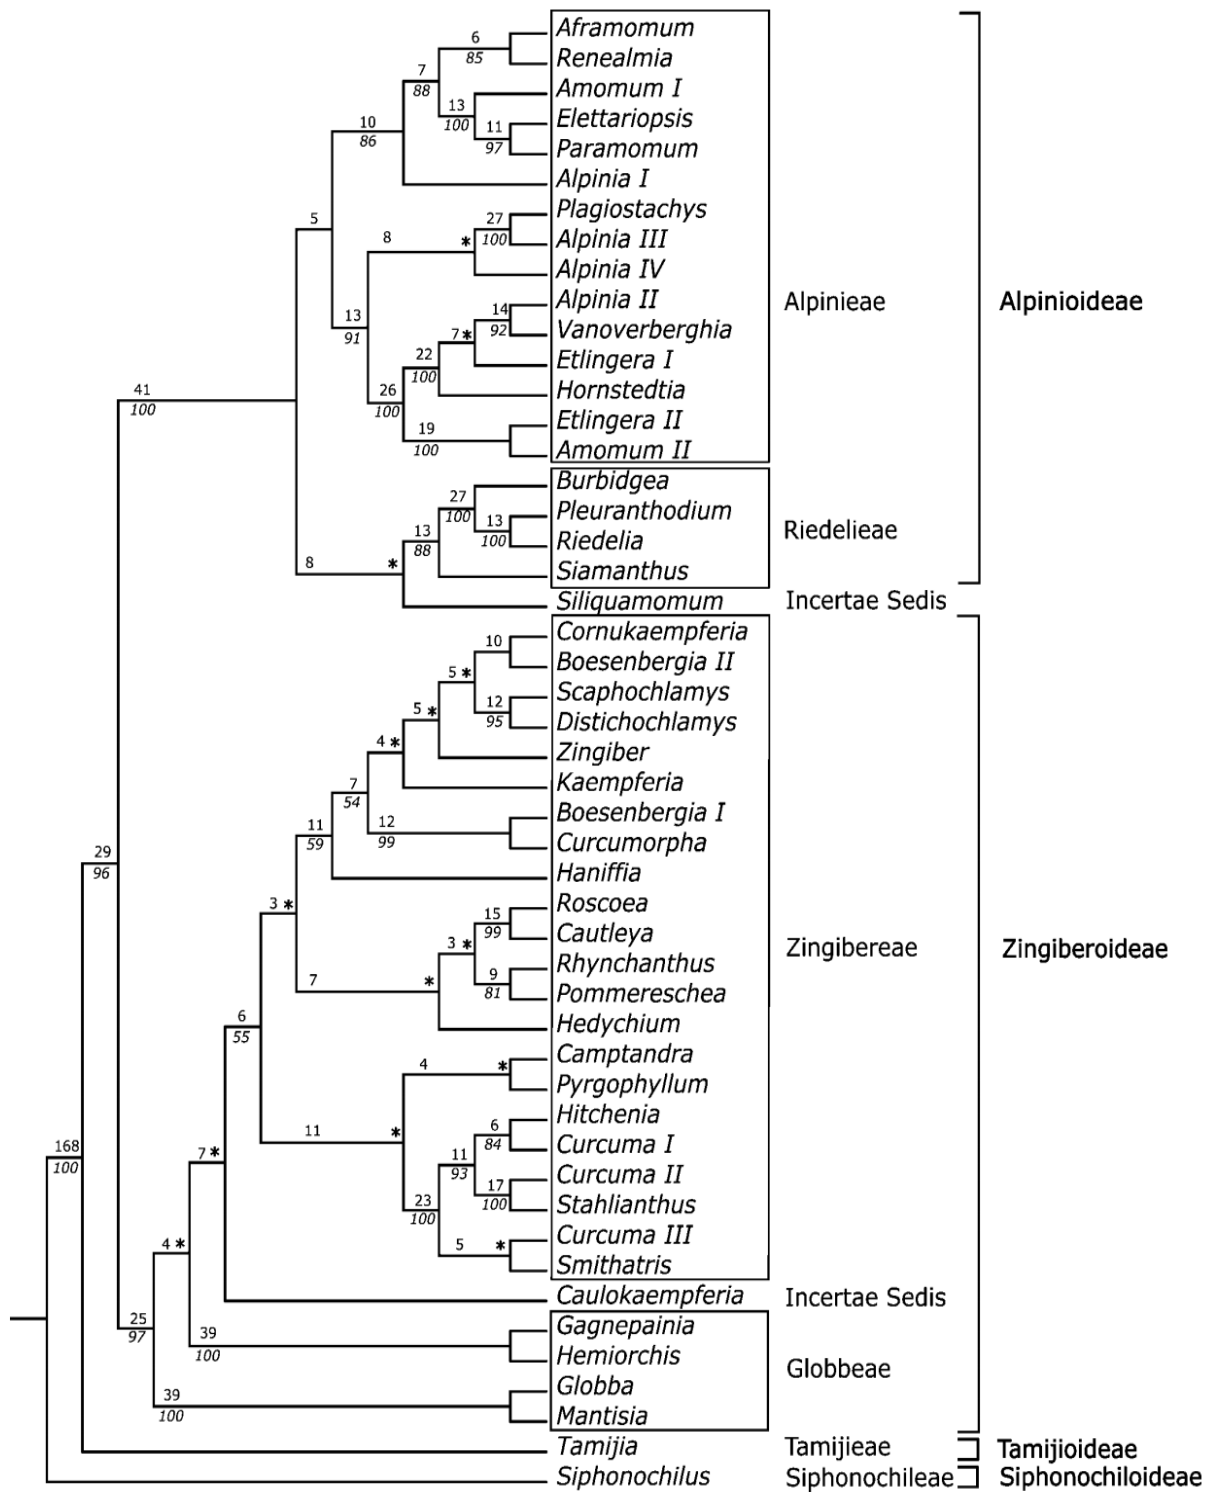 Aframomum
6
85
Renealmia
7
88
Amomum I
13
100
Elettariopsis
11
97
Paramomum
10
86
Alpinia I
Plagiostachys
27
100
5
8
*
Alpinia III
Alpinia IV
Alpinia II
14
92
Alpinieae
Alpinioideae
13
91
7 *
Vanoverberghia
22
100
Etlingera I
26
100
Hornstedtia
41
100
Etlingera II
19
100
Amomum II
Burbidgea
27
100
Pleuranthodium
13
100
Riedelieae
13
88
Riedelia
8
*
Siamanthus
Siliquamomum
Incertae Sedis
Cornukaempferia
10
Boesenbergia II
5 *
Scaphochlamys
12
95
5 *
Distichochlamys
4 *
Zingiber
7
54
Kaempferia
Boesenbergia I
11
59
12
99
Curcumorpha
29
96
Haniffia
3 *
Roscoea
15
99
Cautleya
3 *
Zingibereae
Zingiberoideae
Rhynchanthus
9
81
7
*
Pommereschea
6
55
Hedychium
Camptandra
4
*
Pyrgophyllum
Hitchenia
6
84
11
*
Curcuma I
168
100
7 *
11
93
Curcuma II
17
100
23
100
Stahlianthus
4 *
Curcuma III
5
*
Smithatris
Caulokaempferia
Incertae Sedis
25
97
Gagnepainia
39
100
Hemiorchis
Globbeae
Globba
39
100
Mantisia
Tamijia
Tamijieae
Tamijioideae
Siphonochilus
Siphonochileae
Siphonochiloideae